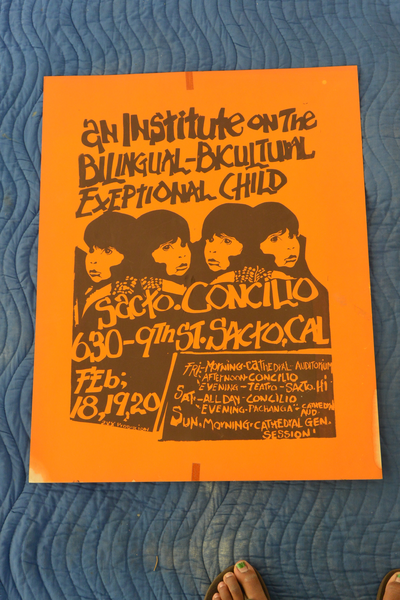 an Institute on the
Bilingual-Bicultural
Exeptional Child
Sacto. Concilio
630-9th St. Sacto, Cal
Feb;
18,19,20
Fri-Morning-Cathedral-Auditorium
Afternoon-Concilio
Evening-Teatro-Sacto. Hi
Sat-All Day-Concilio
Evening. Pachanga-Cathedral
Aud.
Sun. Morning. Cathedral Gen.
Session